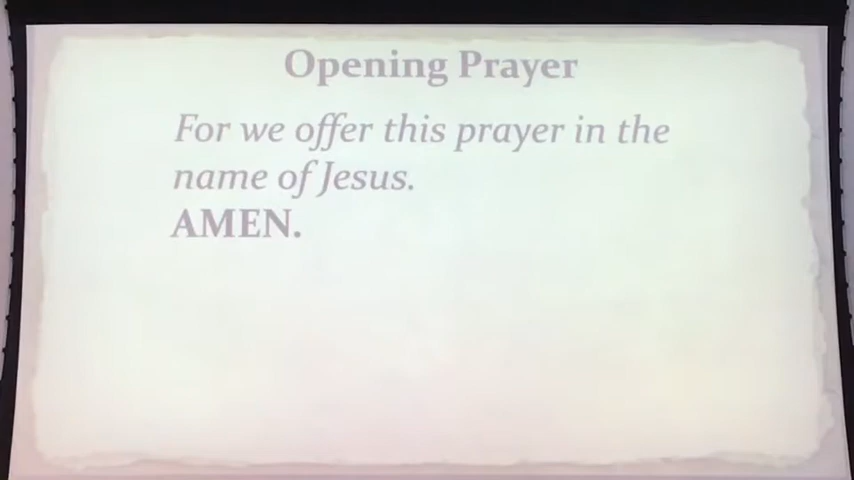 Opening Prayer
For we offer this prayer in the
name of Jesus.
AMEN.